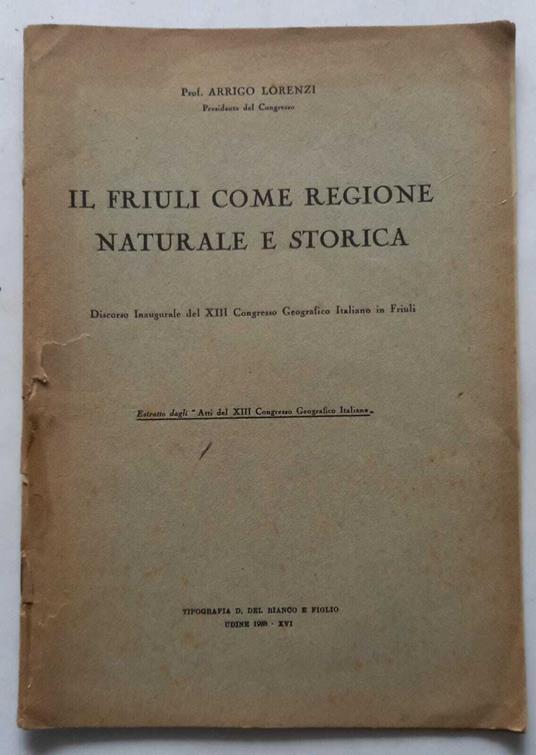 Prof. ARRIGO LORENZI
Presidente del Congresso
IL FRIULI COME REGIONE
NATURALE E STORICA
Discorso Inaugurale del XIII Congresso Geografico Italiano in Friuli
Estratto dagli "Atti del XIII Congresso Geografico Italiano„
TIPOGRAFIA D. DEL BIANCO E FIGLIO
UDINE 1938 - XVI